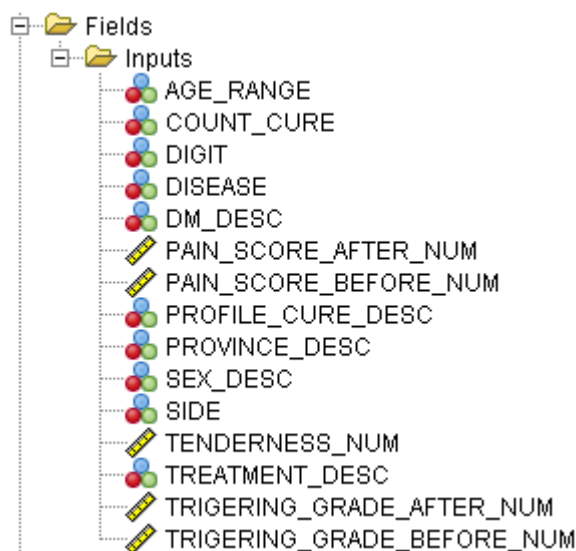 Fields
Inputs
AGE_RANGE
COUNT_CURE
DIGIT
DISEASE
DM_DESC
PAIN_SCORE_AFTER_NUM
PAIN_SCORE_BEFORE_NUM
PROFILE_CURE_DESC
PROVINCE_DESC
SEX_DESC
SIDE
TENDERNESS_NUM
TREATMENT_DESC
TRIGERING_GRADE_AFTER_NUM
TRIGERING_GRADE_BEFORE_NUM